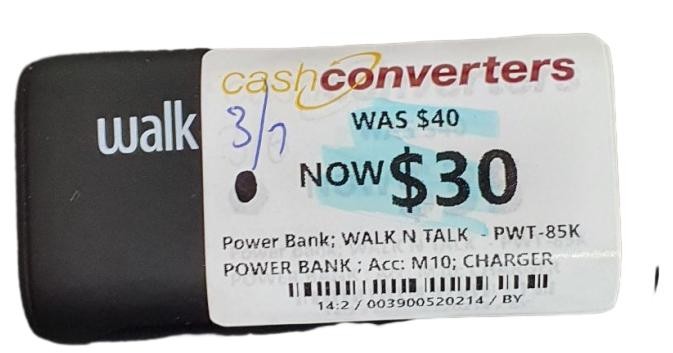 walk
cashconverters
3/7
WAS $40
NOW $30
Power Bank; WALK N TALK - PWT-85K
POWER BANK ; Acc: M10; CHARGER
14:2 / 003900520214 / BY